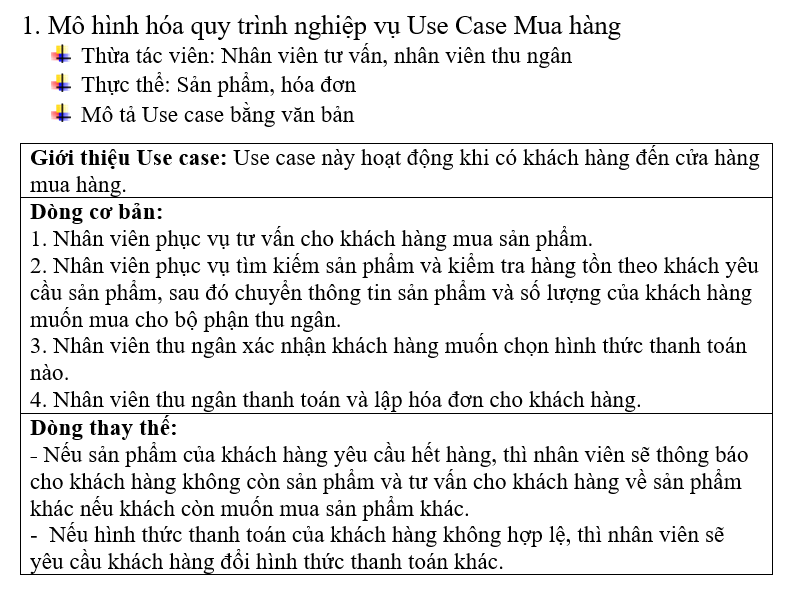 1. Mô hình hóa quy trình nghiệp vụ Use Case Mua hàng
Thừa tác viên: Nhân viên tư vấn, nhân viên thu ngân
Thực thể: Sản phẩm, hóa đơn
Mô tả Use case bằng văn bản
Giới thiệu Use case: Use case này hoạt động khi có khách hàng đến cửa hàng
mua hàng.
Dòng cơ bản:
1. Nhân viên phục vụ tư vấn cho khách hàng mua sản phẩm.
2. Nhân viên phục vụ tìm kiếm sản phẩm và kiểm tra hàng tồn theo khách yêu
cầu sản phẩm, sau đó chuyển thông tin sản phẩm và số lượng của khách hàng
muốn mua cho bộ phận thu ngân.
3. Nhân viên thu ngân xác nhận khách hàng muốn chọn hình thức thanh toán
nào.
4. Nhân viên thu ngân thanh toán và lập hóa đơn cho khách hàng.
Dòng thay thế:
- Nếu sản phẩm của khách hàng yêu cầu hết hàng, thì nhân viên sẽ thông báo
cho khách hàng không còn sản phẩm và tư vấn cho khách hàng về sản phẩm
khác nếu khách còn muốn mua sản phẩm khác.
- Nếu hình thức thanh toán của khách hàng không hợp lệ, thì nhân viên sẽ
yêu cầu khách hàng đổi hình thức thanh toán khác.